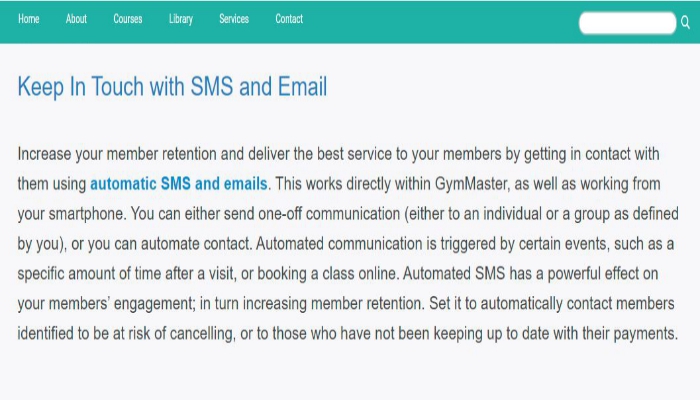 Home About Courses Library Services Contact
Keep In Touch with SMS and Email
Increase your member retention and deliver the best service to your members by getting in contact with
them using automatic SMS and emails. This works directly within GymMaster, as well as working from
your smartphone. You can either send one-off communication (either to an individual or a group as defined
by you), or you can automate contact. Automated communication is triggered by certain events, such as a
specific amount of time after a visit, or booking a class online. Automated SMS has a powerful effect on
your members’ engagement; in turn increasing member retention. Set it to automatically contact members
identified to be at risk of cancelling, or to those who have not been keeping up to date with their payments.